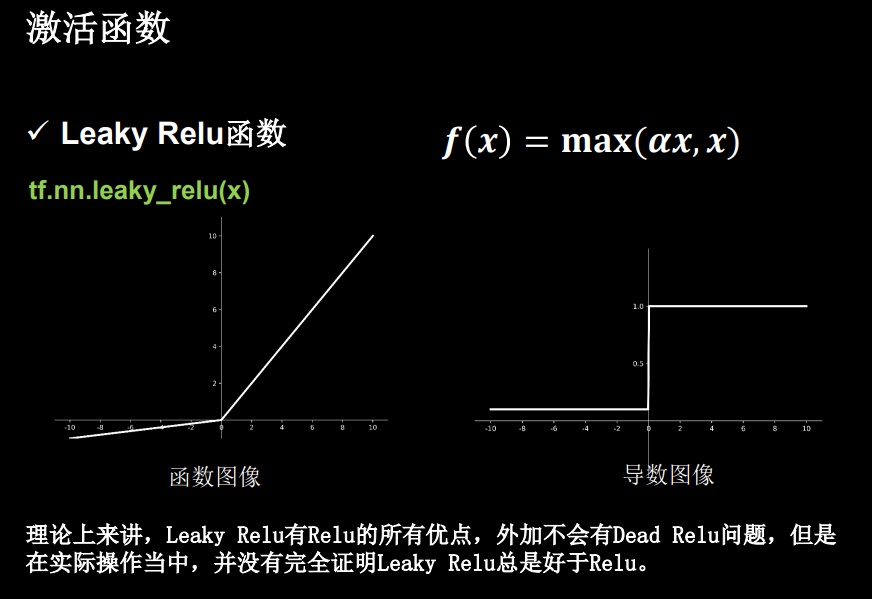 激活函数
✓ Leaky Relu函数
f(x) = max(αx, x)
tf.nn.leaky_relu(x)
10
8
6
4
2
-10 -8 -6 -4 -2 0 2 4 6 8 10
函数图像
1.0
0.5
-10 -8 -6 -4 -2 0 2 4 6 8 10
导数图像
理论上来讲，Leaky Relu有Relu的所有优点，外加不会有Dead Relu问题，但是
在实际操作当中，并没有完全证明Leaky Relu总是好于Relu。